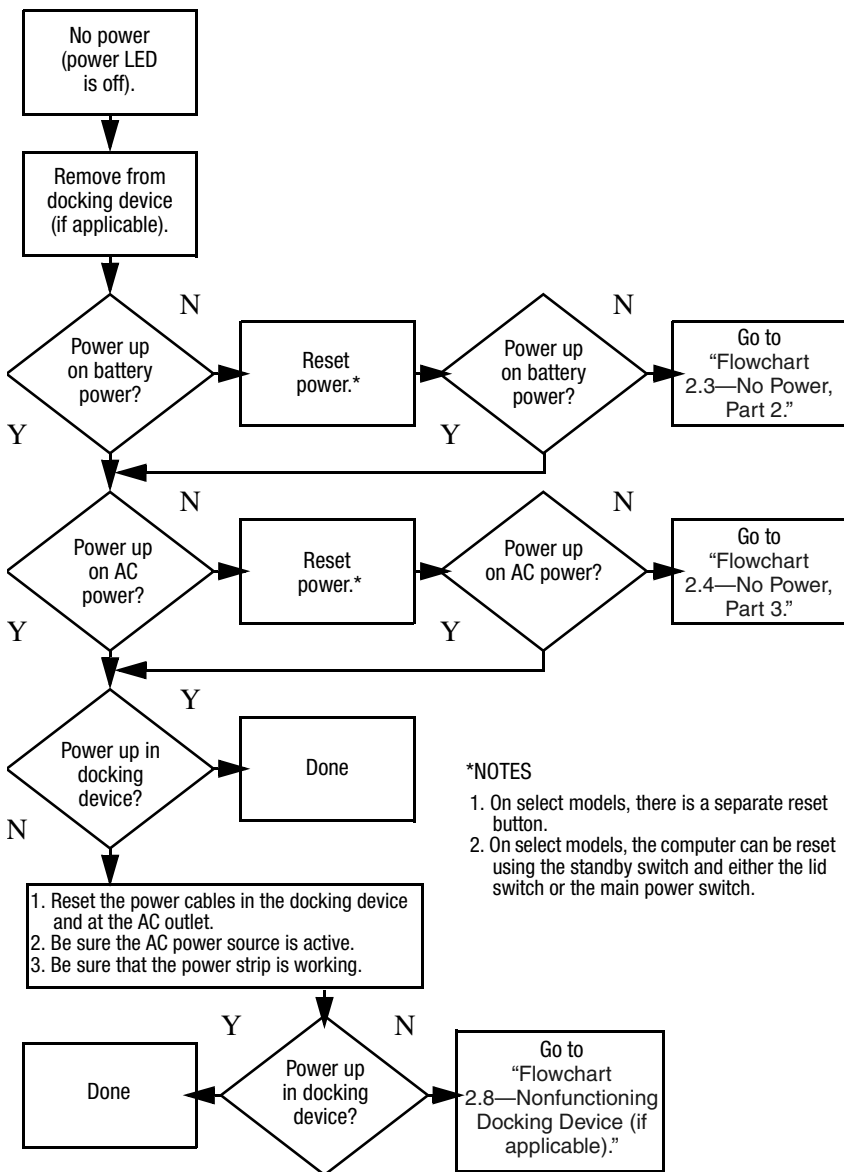 No power
(power LED
is off).
Remove from
docking device
(if applicable).
N
N
Power up
on battery
power?
Reset
power.*
Power up
on battery
power?
Go to
“Flowchart
2.3—No Power,
Part 2.”
Y
Y
N
N
Power up
on AC
power?
Reset
power.*
Power up
on AC power?
Go to
“Flowchart
2.4—No Power,
Part 3.”
Y
Y
Y
Power up in
docking
device?
Done
N
*NOTES
1. On select models, there is a separate reset
button.
2. On select models, the computer can be reset
using the standby switch and either the lid
switch or the main power switch.
1. Reset the power cables in the docking device
and at the AC outlet.
2. Be sure the AC power source is active.
3. Be sure that the power strip is working.
Y
N
Done
Power up
in docking
device?
Go to
“Flowchart
2.8—Nonfunctioning
Docking Device (if
applicable).”